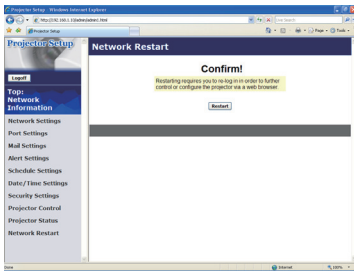 Projector Setup - Windows Internet Explorer
Projector Setup
Page
Tools
Projector Setup
Logoff
Top:
Network
Information
Network Settings
Port Settings
Mail Settings
Alert Settings
Schedule Settings
Date/Time Settings
Security Settings
Projector Control
Projector Status
Network Restart
Network Restart
Confirm!
Restarting requires you to re-log in in order to further
control or configure the projector via a web browser.
Restart
Done
Internet
100%